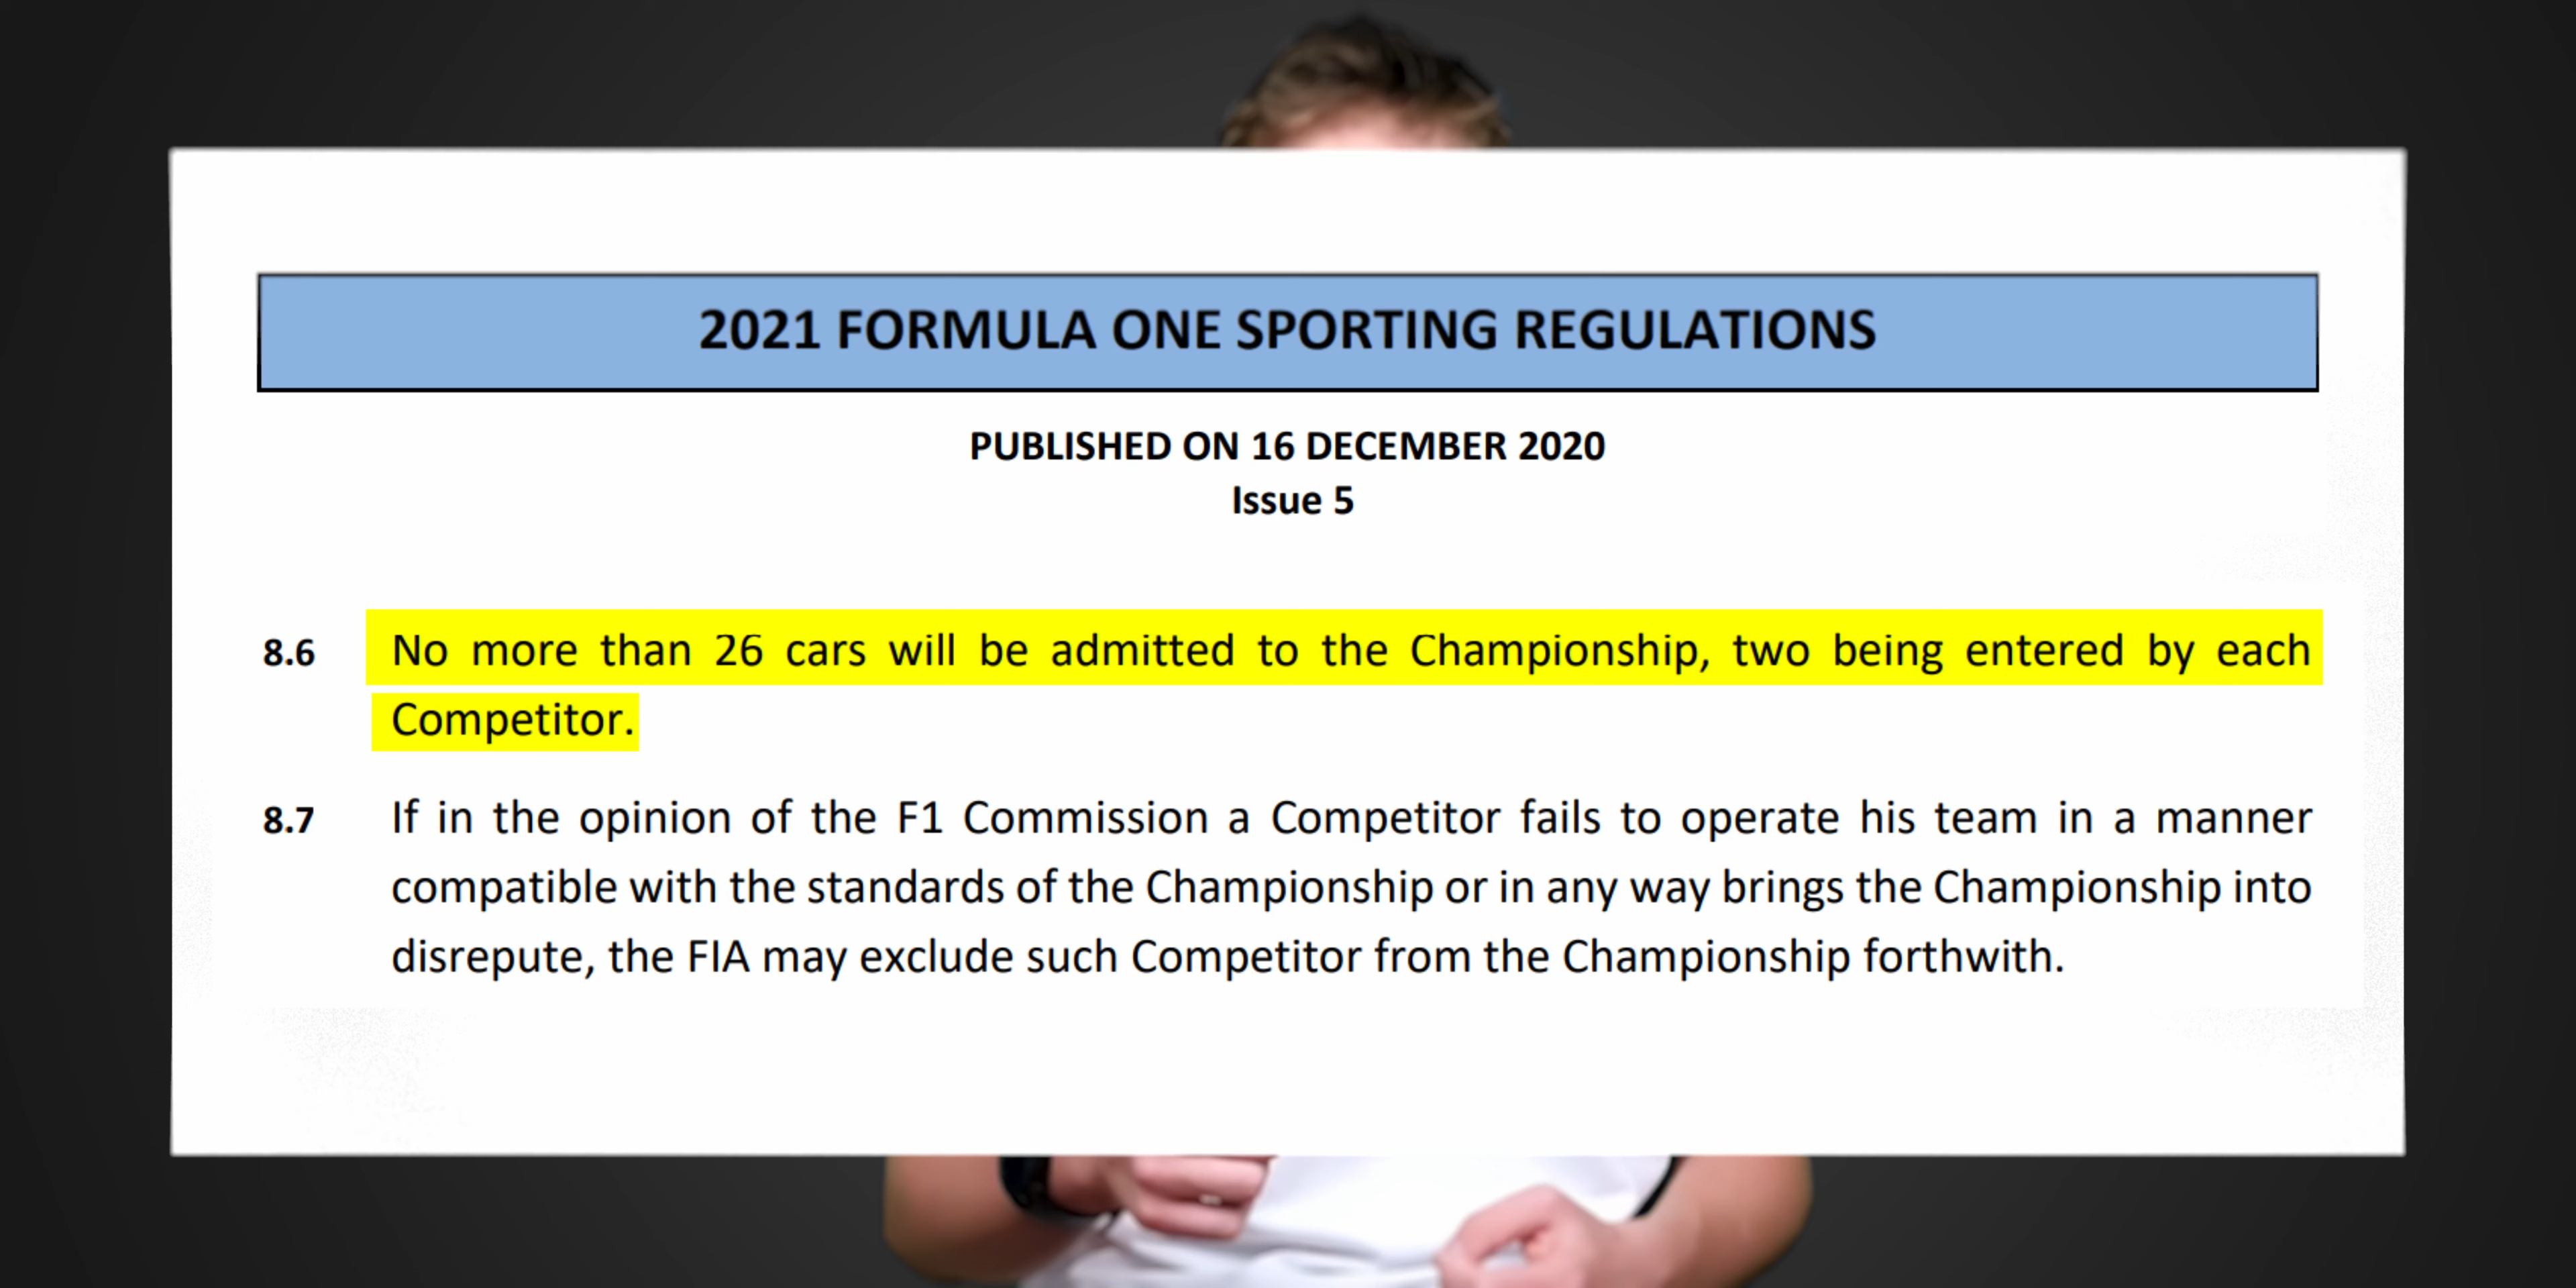 2021 FORMULA ONE SPORTING REGULATIONS
PUBLISHED ON 16 DECEMBER 2020
Issue 5
8.6 No more than 26 cars will be admitted to the Championship, two being entered by each
Competitor.
8.7 If in the opinion of the F1 Commission a Competitor fails to operate his team in a manner
compatible with the standards of the Championship or in any way brings the Championship into
disrepute, the FIA may exclude such Competitor from the Championship forthwith.